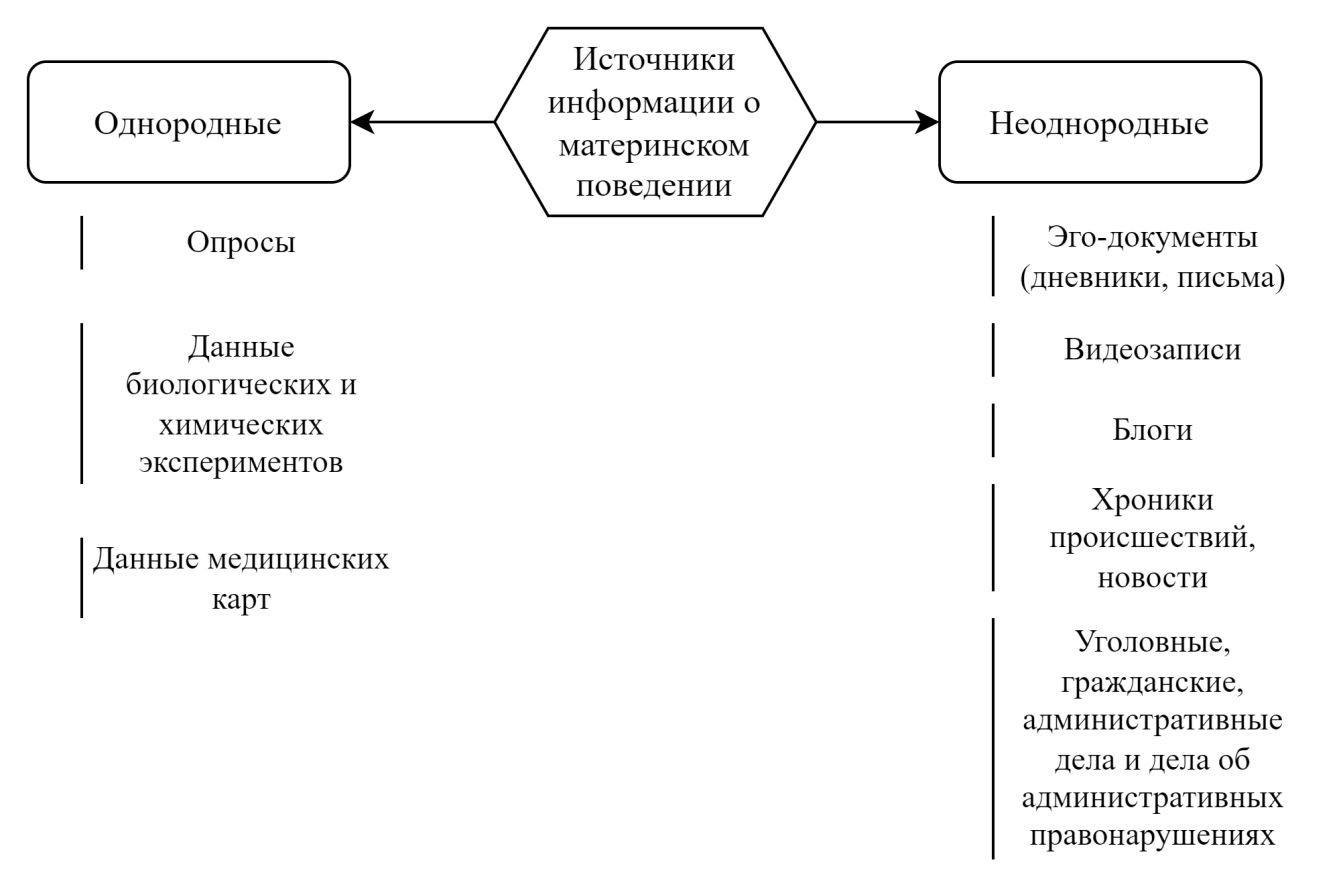 Источники
информации о
материнском
поведении
Однородные
Опросы
Данные
биологических и
химических
экспериментов
Данные медицинских
карт
Неоднородные
Эго-документы
(дневники, письма)
Видеозаписи
Блоги
Хроники
происшествий,
новости
Уголовные,
гражданские,
административные
дела и дела об
административных
правонарушениях